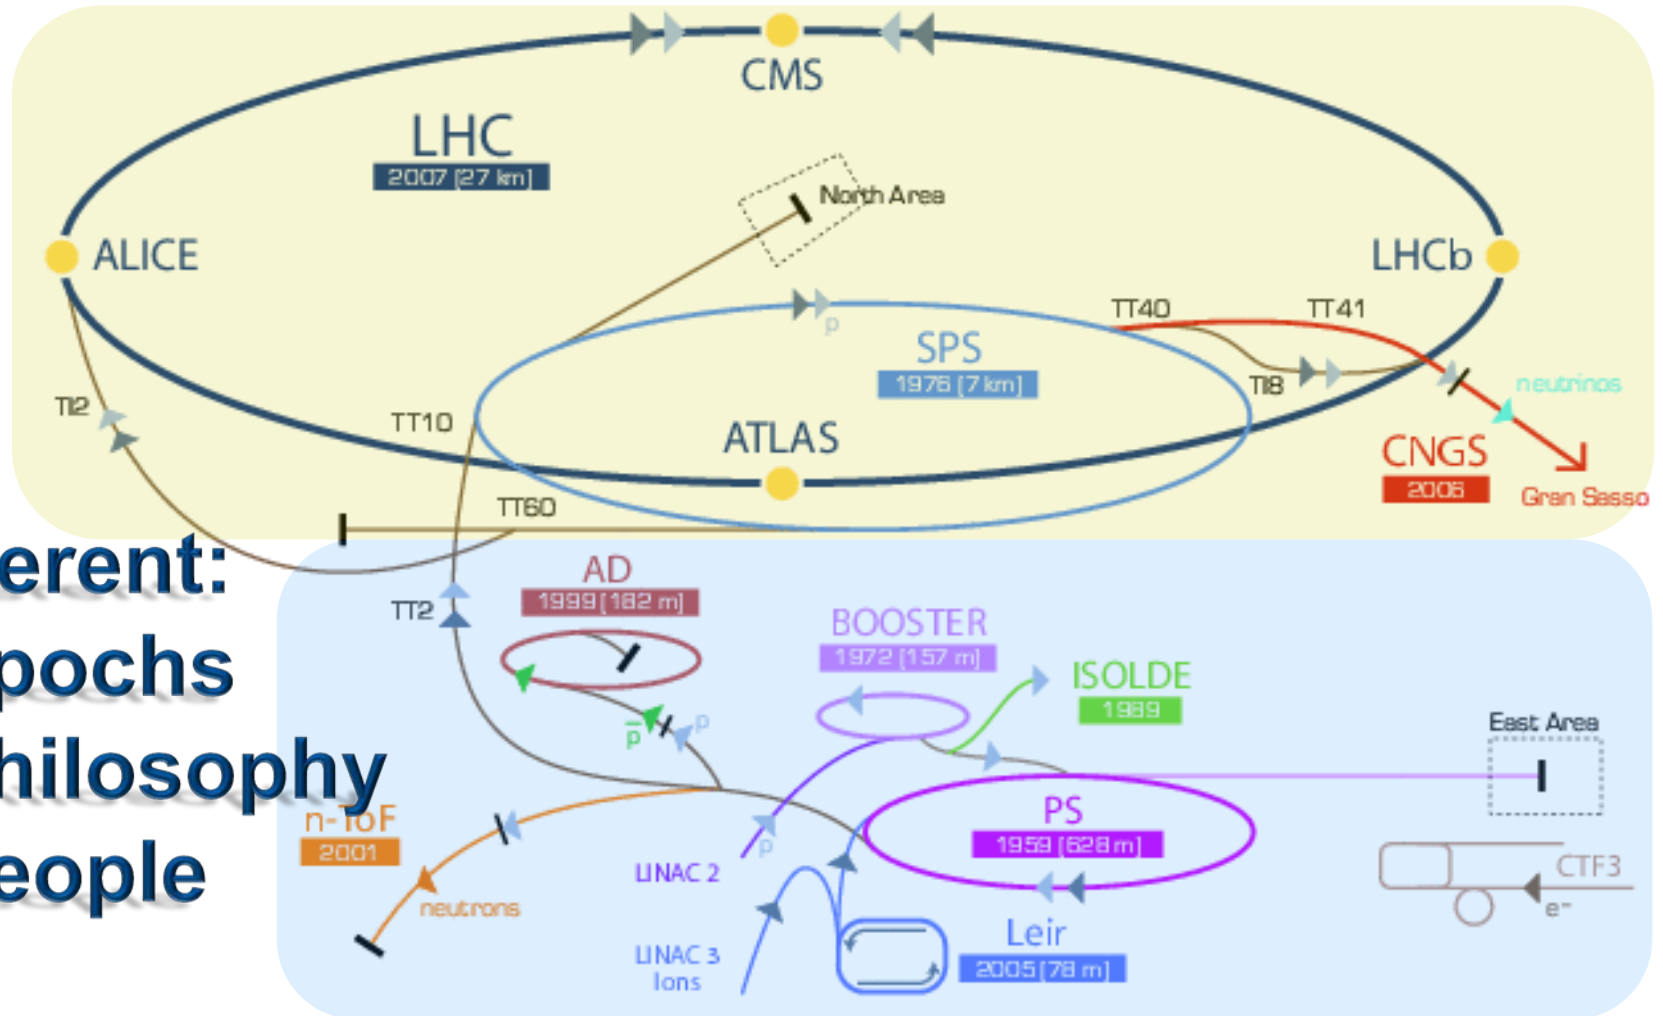 CMS
LHC
2007 [27 km]
North Area
ALICE
LHCb
TT40
TT41
p
SPS
1976 [7 km]
TI8
neutrinos
TI2
TT10
ATLAS
CNGS
2006
Gran Sasso
TT60
erent:
AD
1999 [182 m]
TT2
BOOSTER
1972 [157 m]
pochs
ISOLDE
1989
p
p
East Area
hilosophy
n-ToF
2001
PS
1959 [628 m]
p
LINAC 2
CTF3
eople
neutrons
e-
Leir
2005 [78 m]
LINAC 3
Ions